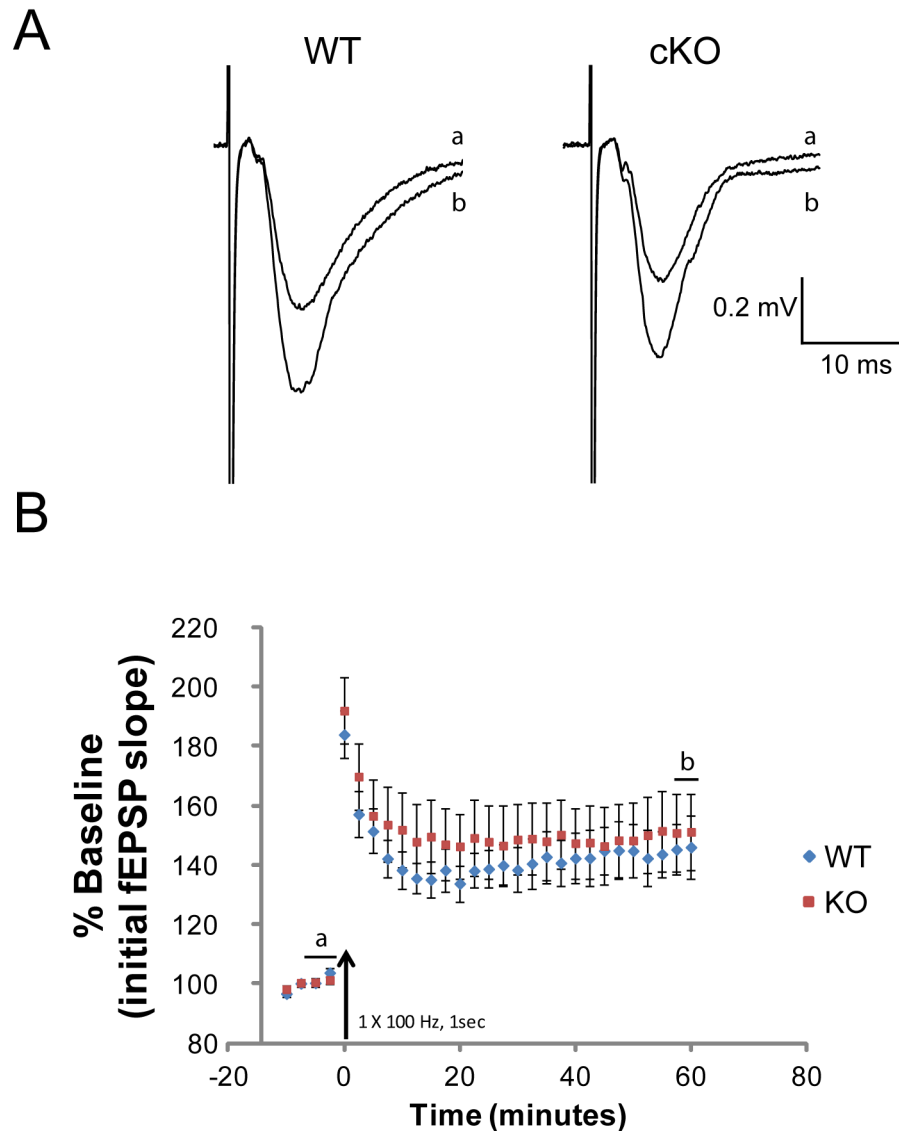 A
WT
cKO
a
b
a
b
0.2 mV
10 ms
B
% Baseline
(initial fEPSP slope)
220
200
180
160
140
120
100
80
a
b
1 X 100 Hz, 1sec
WT
KO
-20
0
20
40
60
80
Time (minutes)